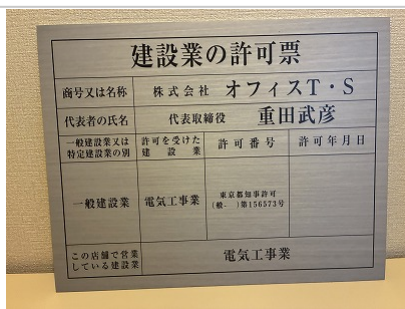 建設業の許可票
商号又は名称 株式会社 オフィスT・S
代表者の氏名 代表取締役 重田武彦
一般建設業又は 特定建設業の別 許可を受けた 建設業 許可番号 許可年月日
一般建設業 電気工事業 東京都知事許可 (般- )第156573号
この店舗で営業 している建設業 電気工事業